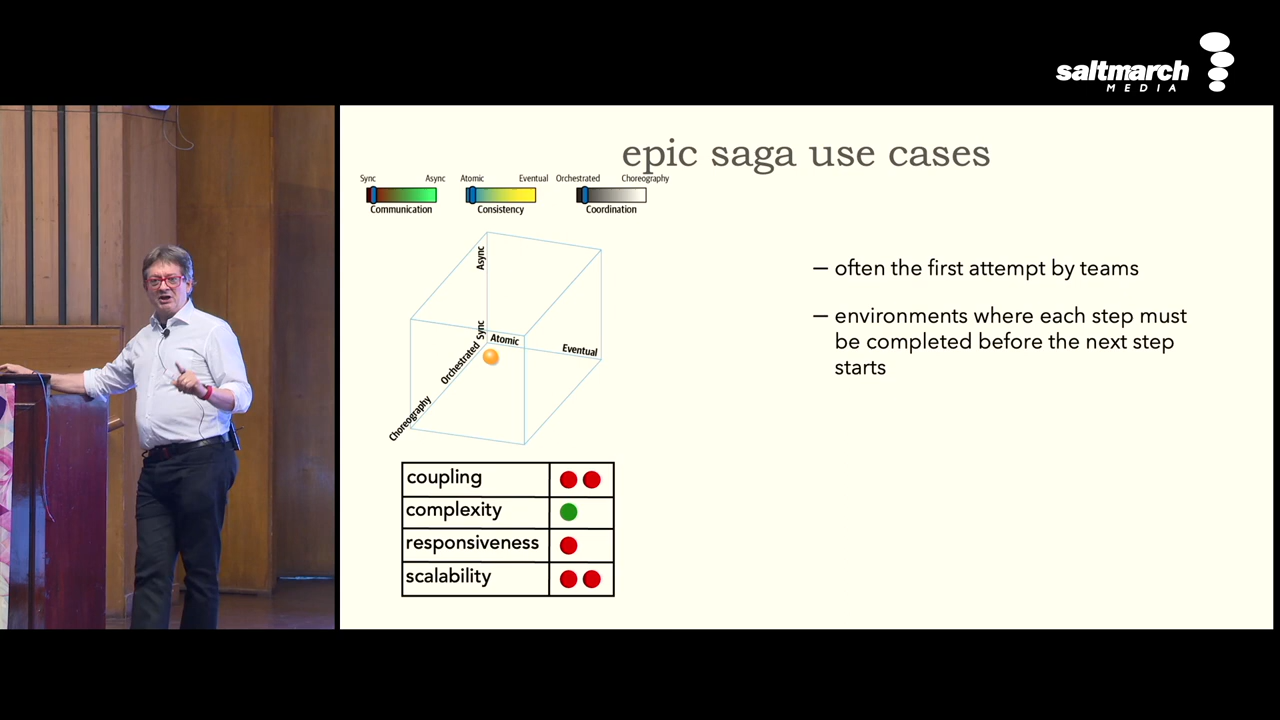 saltmarch
MEDIA
epic saga use cases
Sync Async Atomic Eventual Orchestrated Choreography
Communication Consistency Coordination
Async
Sync
Atomic
Eventual
Orchestrated
Choreography
– often the first attempt by teams
– environments where each step must
be completed before the next step
starts
coupling
complexity
responsiveness
scalability